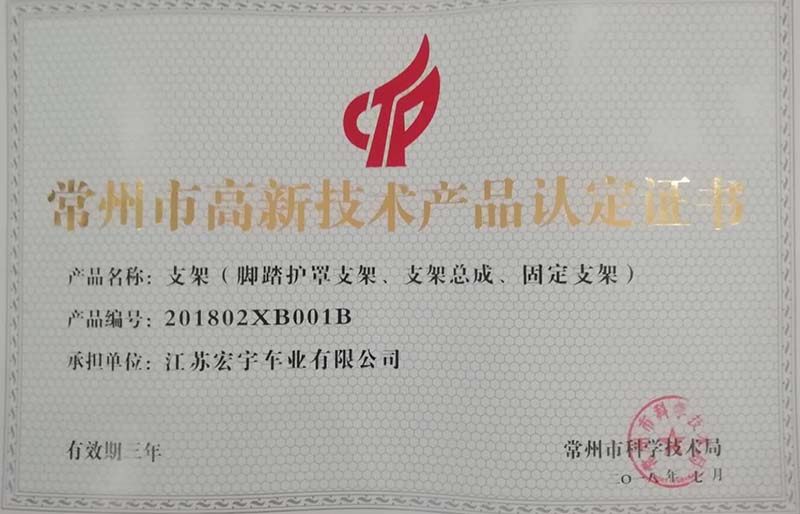 常州市高新技术产品认定证书
产品名称：支架（脚踏护罩支架、支架总成、固定支架）
产品编号：201802XB001B
承担单位：江苏宏宇车业有限公司
有效期三年
常州市科学技术局
二〇一八年七月